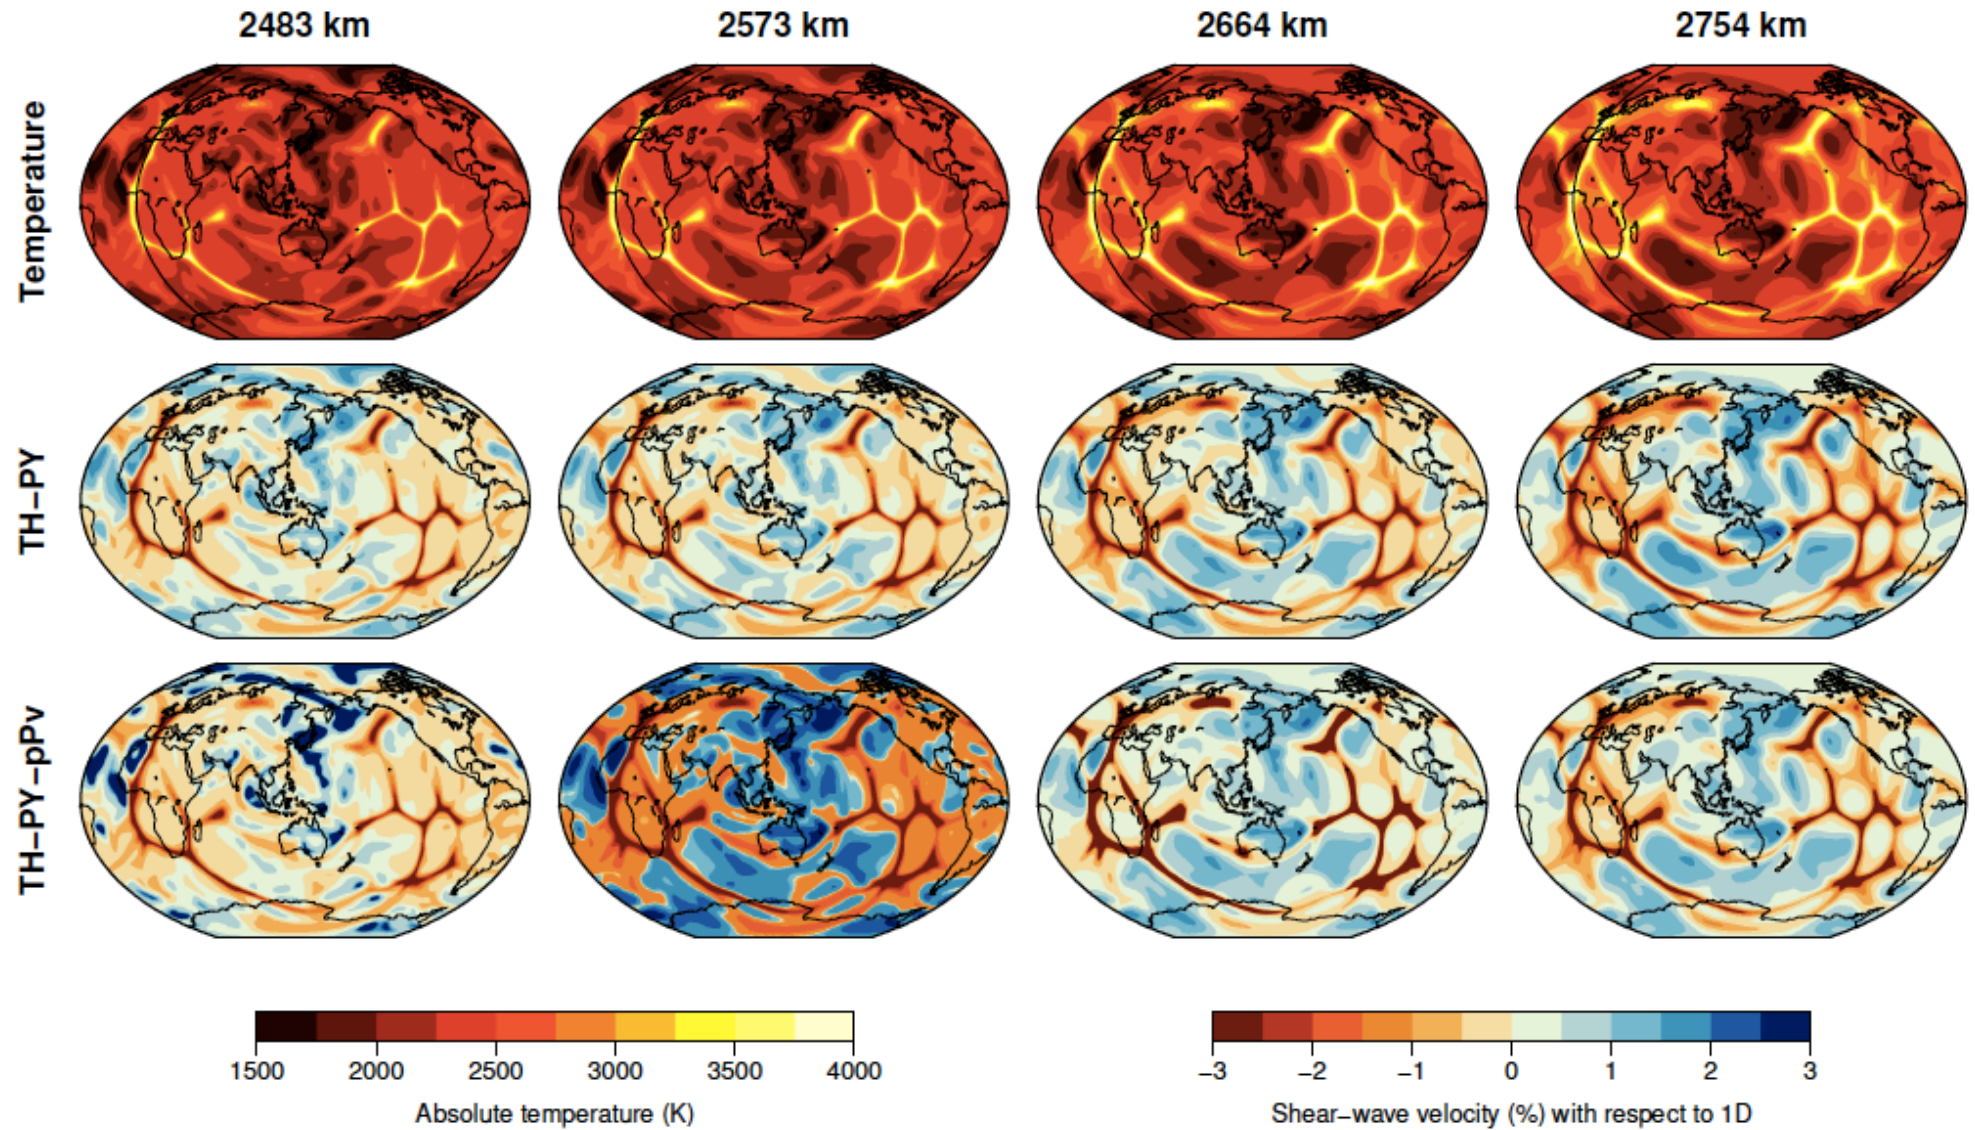 2483 km 2573 km 2664 km 2754 km
Temperature
TH−PY
TH−PY−pPv
1500 2000 2500 3000 3500 4000
Absolute temperature (K)
−3 −2 −1 0 1 2 3
Shear−wave velocity (%) with respect to 1D